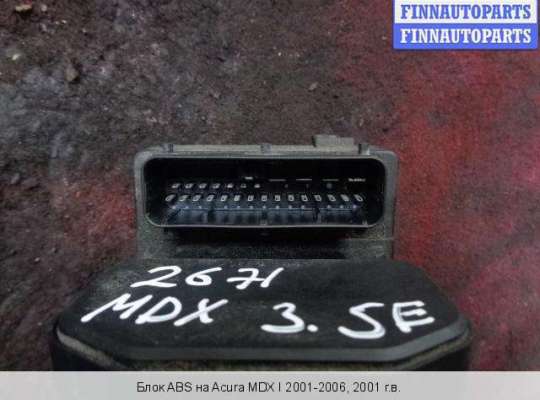 FINNAUTOPARTS
FINNAUTOPARTS
2671
MDX 3.5E
Блок ABS на Acura MDX I 2001-2006, 2001 г.в.